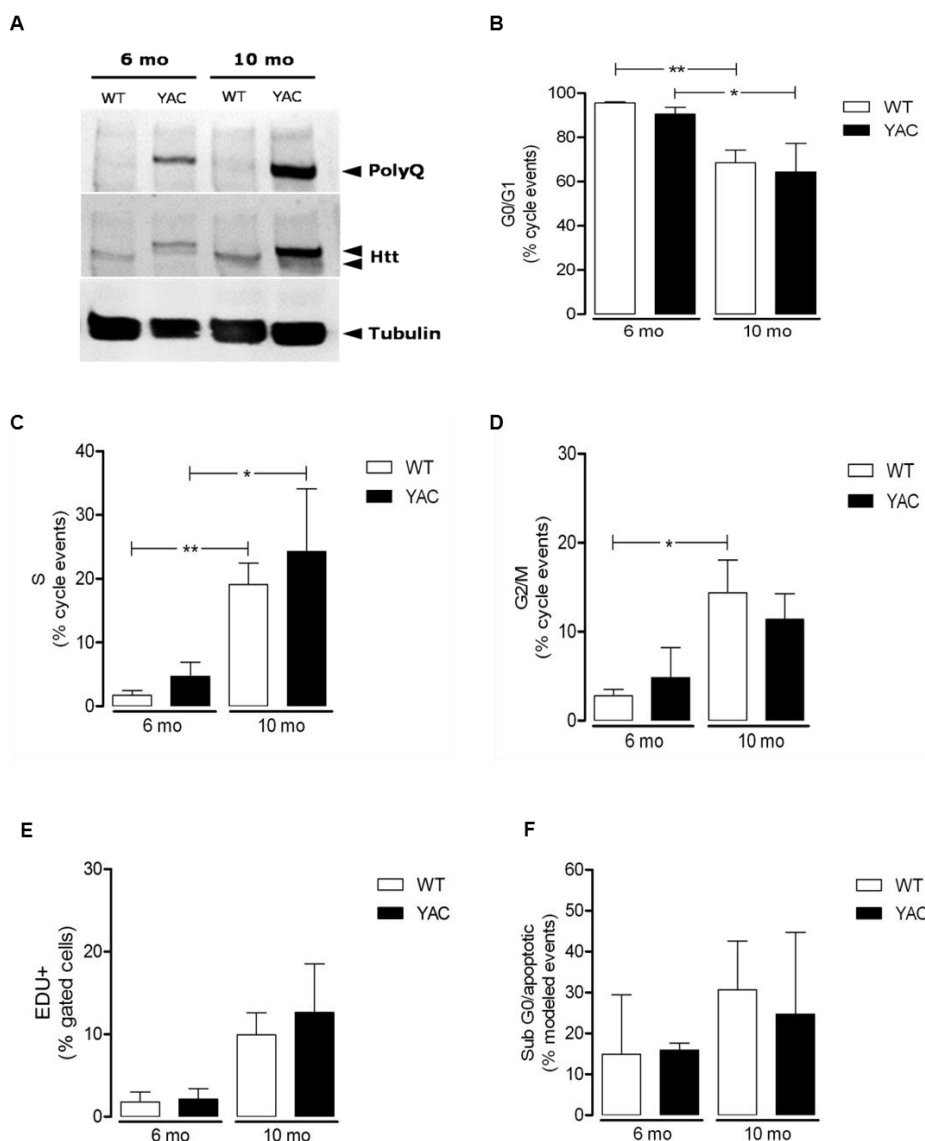 A
6 mo 10 mo
WT YAC WT YAC
PolyQ
Htt
Tubulin
B
G0/G1
(% cycle events)
100
80
60
40
20
0
**
*
WT
YAC
6 mo 10 mo
C
S
(% cycle events)
40
30
20
10
0
*
**
WT
YAC
6 mo 10 mo
D
G2/M
(% cycle events)
30
20
10
0
*
WT
YAC
6 mo 10 mo
E
EDU+
(% gated cells)
30
20
10
0
WT
YAC
6 mo 10 mo
F
Sub G0/apoptotic
(% modeled events)
60
50
40
30
20
10
0
WT
YAC
6 mo 10 mo